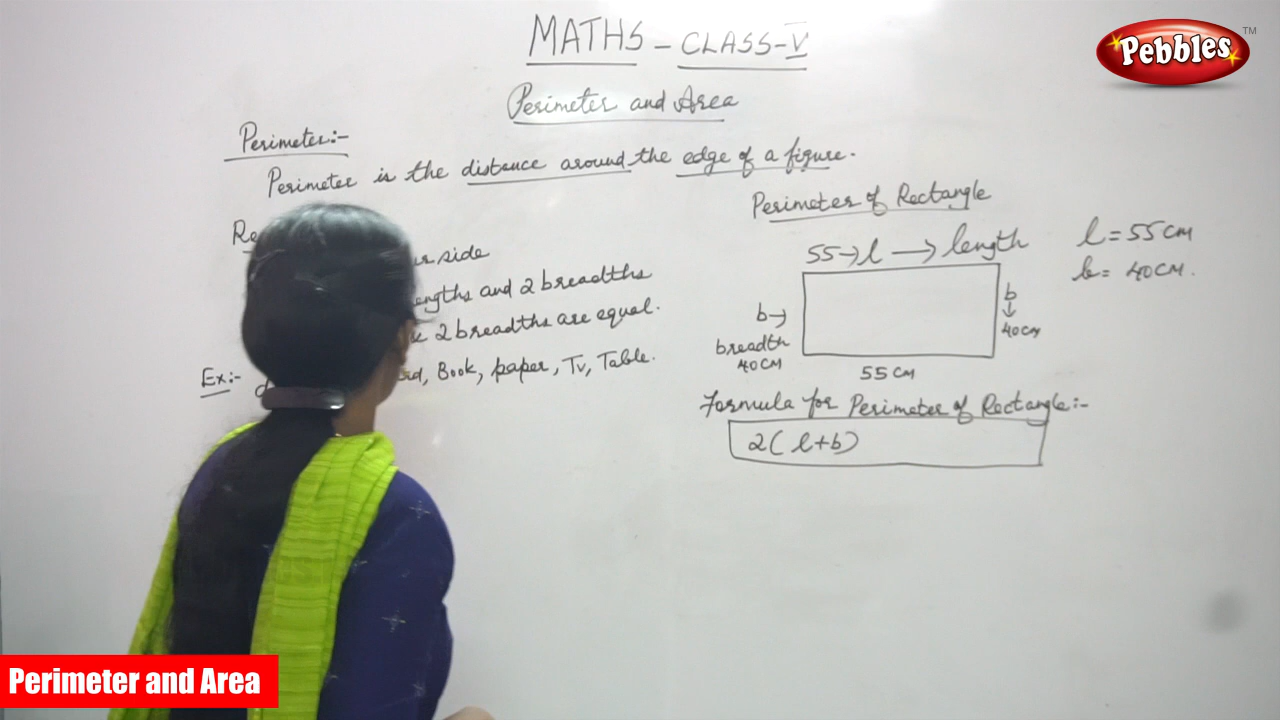 MATHS - CLASS-V
Pebbles TM
Perimeter and Area
Perimeter:-
Perimeter is the distance around the edge of a figure.
side
engths and 2 breadths
2 breadths are equal.
Ex:-
Book, paper, Tv, Table.
Perimeter of Rectangle
55→l → length
l = 55 CM
b = 40 CM.
b→
breadth
40 CM
b
↓
40 CM
55 CM
Formula for Perimeter of Rectangle:-
2(l+b)
Perimeter and Area